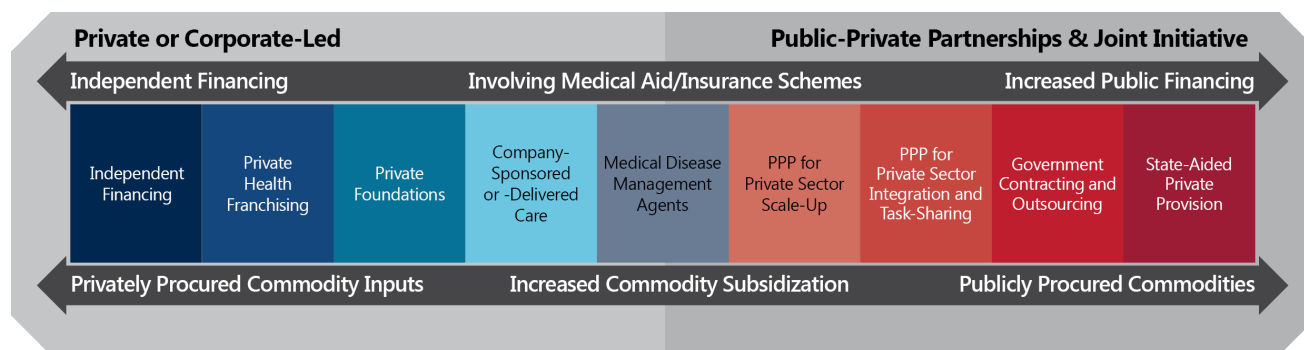 Private or Corporate-Led
Public-Private Partnerships & Joint Initiative
Independent Financing
Involving Medical Aid/Insurance Schemes
Increased Public Financing
Independent
Financing
Private
Health
Franchising
Private
Foundations
Company-
Sponsored
or -Delivered
Care
Medical Disease
Management
Agents
PPP for
Private Sector
Scale-Up
PPP for
Private Sector
Integration and
Task-Sharing
Government
Contracting and
Outsourcing
State-Aided
Private
Provision
Privately Procured Commodity Inputs
Increased Commodity Subsidization
Publicly Procured Commodities